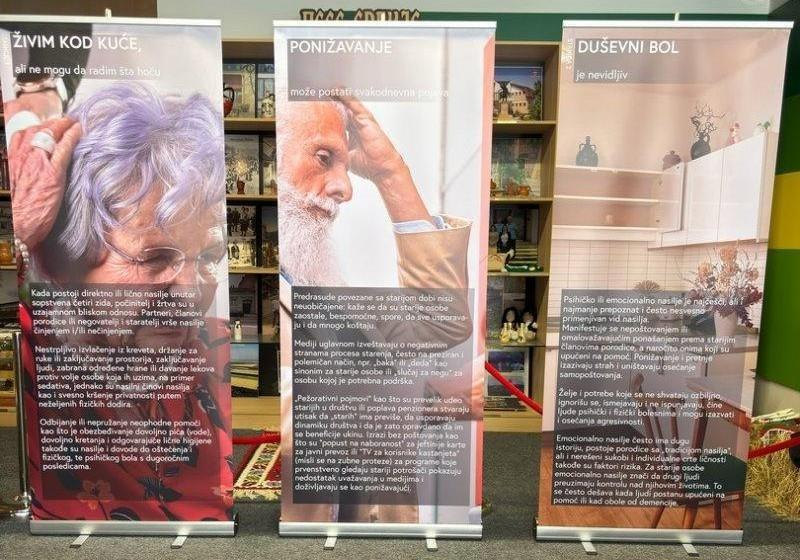 ŽIVIM KOD KUĆE,
ali ne mogu da radim šta hoću
Kada postoji direktno ili lično nasilje unutar
sopstvena četiri zida, počinitelj i žrtva su u
uzajamnom bliskom odnosu. Partneri, članovi
porodice ili negovatelji i staratelji vrše nasilje
činjenjem i/ili nečinjenjem.
Nestrpljivo izvlačenje iz kreveta, držanje za
ruke ili zaključavanje prostorija, zaključavanje
ljudi, zabrana određene hrane ili davanje lekova
protiv volje osobe koja ih uzima, na primer
sedativa, jednako su nasilni činovi nasilja
kao i svesno kršenje privatnosti putem
neželjenih fizičkih dodira.
Odbijanje ili nepružanje neophodne pomoći
kao što je obezbeđivanje dovoljno pića (vode),
dovoljno kretanja i odgovarajuće lične higijene
takođe su nasilje i dovode do oštećenja i
fizičkog, te psihičkog bola s dugoročnim
posledicama.
PONIŽAVANJE
može postati svakodnevna pojava
Predrasude povezane sa starijom dobi nisu
neuobičajene: kaže se da su starije osobe
zaostale, bespomoćne, spore, da sve usporava-
ju i da mnogo koštaju.
Mediji uglavnom izveštavaju o negativnim
stranama procesa starenja, često na preziran i
polemičan način, npr. „baka" ili „deda" kao
sinonim za starije osobe ili „slučaj za negu" za
osobu kojoj je potrebna podrška.
„Pežorativni pojmovi" kao što su prevelik udeo
starijih u društvu ili poplava penzionera stvaraju
utisak da „starih" ima previše, da usporavaju
dinamiku društva i da je zato opravdano da im
se beneficije ukinu. Izrazi bez poštovanja kao
što su "popust na naboranost" za jeftinije karte
za javni prevoz ili "TV za korisnike kastanjeta"
(misli se na zubne proteze) za programe koje
prvenstveno gledaju stariji potrošači pokazuju
nedostatak uvažavanja u medijima i
doživljavaju se kao ponižavajući.
DUŠEVNI BOL
je nevidljiv
Psihičko ili emocionalno nasilje je najčešći, ali i
najmanje prepoznat i često nesvesno
primenjivan vid nasilja.
Manifestuje se nepoštovanjem ili
omalovažavajućim ponašanjem prema starijim
članovima porodice, a naročito onima koji su
upućeni na pomoć. Ponižavanje i pretnje
izazivaju strah i uništavaju osećanje
samopoštovanja.
Želje i potrebe koje se ne shvataju ozbiljno,
ignorišu se, ismevaju i ne ispunjavaju, čine
ljude psihički i fizički bolesnima i mogu izazvati
i osećanja agresivnosti.
Emocionalno nasilje često ima dugu
istoriju, postoje porodice sa „tradicijom nasilja",
ali i nerešeni sukobi i individualne crte ličnosti
takođe su faktori rizika. Za starije osobe
emocionalno nasilje znači da drugi ljudi
preuzimaju kontrolu nad njihovim životima. To
se često dešava kada ljudi postanu upućeni na
pomoć ili kad obole od demencije.